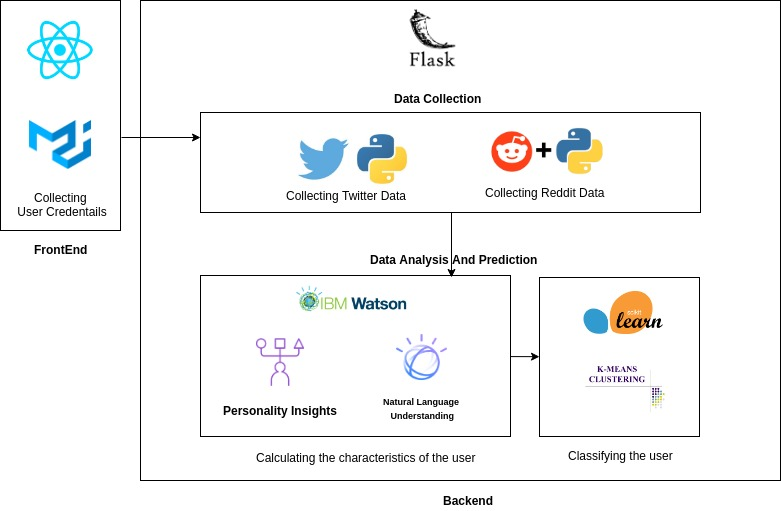 Flask
Data Collection
+
Collecting Twitter Data
Collecting Reddit Data
Collecting
User Credentails
FrontEnd
Data Analysis And Prediction
IBM Watson
scikit
learn
K-MEANS
CLUSTERING
Personality Insights
Natural Language
Understanding
Calculating the characteristics of the user
Classifying the user
Backend